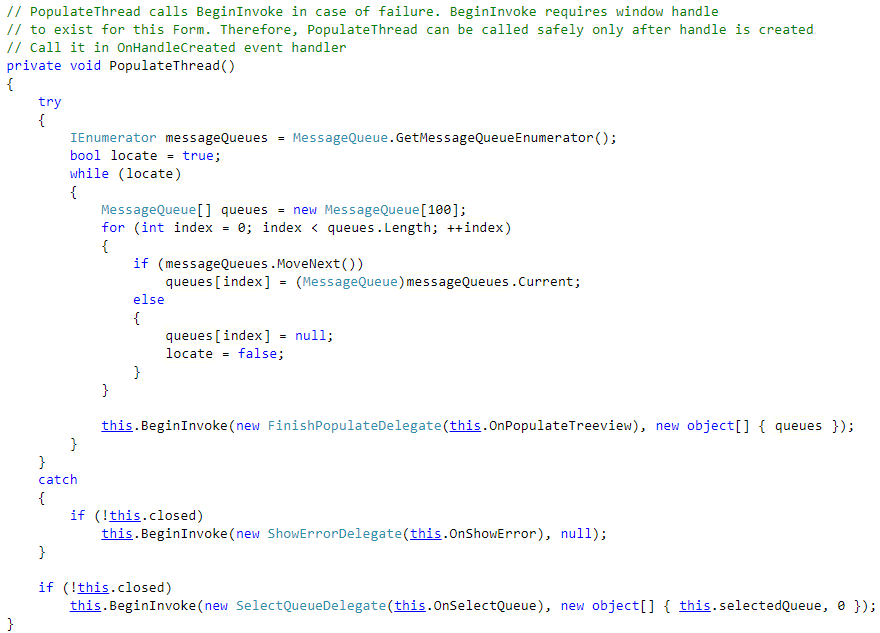 // PopulateThread calls BeginInvoke in case of failure. BeginInvoke requires window handle
// to exist for this Form. Therefore, PopulateThread can be called safely only after handle is created
// Call it in OnHandleCreated event handler
private void PopulateThread()
{
    try
    {
        IEnumerator messageQueues = MessageQueue.GetMessageQueueEnumerator();
        bool locate = true;
        while (locate)
        {
            MessageQueue[] queues = new MessageQueue[100];
            for (int index = 0; index < queues.Length; ++index)
            {
                if (messageQueues.MoveNext())
                    queues[index] = (MessageQueue)messageQueues.Current;
                else
                {
                    queues[index] = null;
                    locate = false;
                }
            }

            this.BeginInvoke(new FinishPopulateDelegate(this.OnPopulateTreeview), new object[] { queues });
        }
    }
    catch
    {
        if (!this.closed)
            this.BeginInvoke(new ShowErrorDelegate(this.OnShowError), null);
    }

    if (!this.closed)
        this.BeginInvoke(new SelectQueueDelegate(this.OnSelectQueue), new object[] { this.selectedQueue, 0 });
}